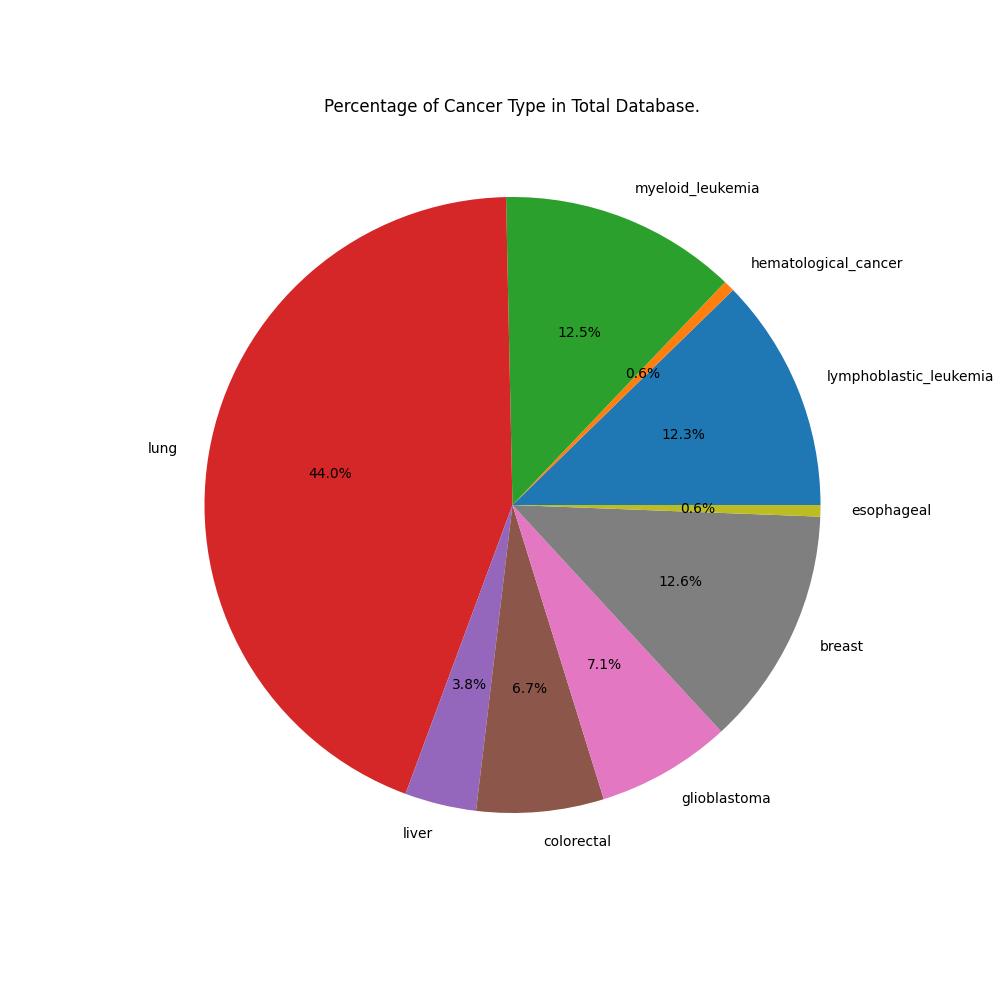 Percentage of Cancer Type in Total Database.
myeloid_leukemia
hematological_cancer
lymphoblastic_leukemia
lung
esophageal
breast
glioblastoma
colorectal
liver
12.5%
0.6%
12.3%
44.0%
0.6%
12.6%
7.1%
6.7%
3.8%